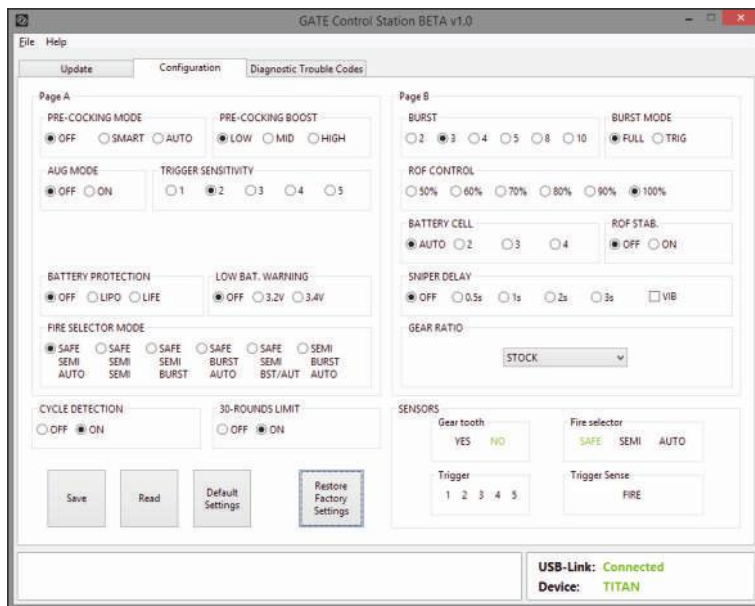 GATE Control Station BETA v1.0
File Help
Update Configuration Diagnostic Trouble Codes
Page A
PRE-COCKING MODE
OFF SMART AUTO
PRE-COCKING BOOST
LOW MID HIGH
AUG MODE
OFF ON
TRIGGER SENSITIVITY
1 2 3 4 5
BATTERY PROTECTION
OFF LIPO LIFE
LOW BAT. WARNING
OFF 3.2V 3.4V
FIRE SELECTOR MODE
SAFE SAFE SAFE SAFE SAFE SEMI
SEMI SEMI SEMI BURST SEMI BURST
AUTO SEMI BURST AUTO BST/AUT AUTO
CYCLE DETECTION
OFF ON
30-ROUNDS LIMIT
OFF ON
Save
Read
Default
Settings
Restore
Factory
Settings
Page B
BURST
2 3 4 5 8 10
BURST MODE
FULL TRIG
ROF CONTROL
50% 60% 70% 80% 90% 100%
BATTERY CELL
AUTO 2 3 4
ROF STAB.
OFF ON
SNIPER DELAY
OFF 0.5s 1s 2s 3s VIB
GEAR RATIO
STOCK
SENSORS
Gear tooth
YES NO
Fire selector
SAFE SEMI AUTO
Trigger
1 2 3 4 5
Trigger Sense
FIRE
USB-Link: Connected
Device: TITAN